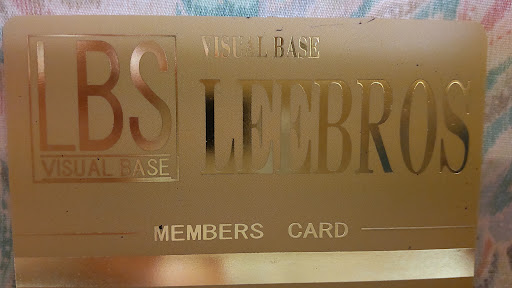 LBS
VISUAL BASE
VISUAL BASE
LEEBROS
MEMBERS CARD